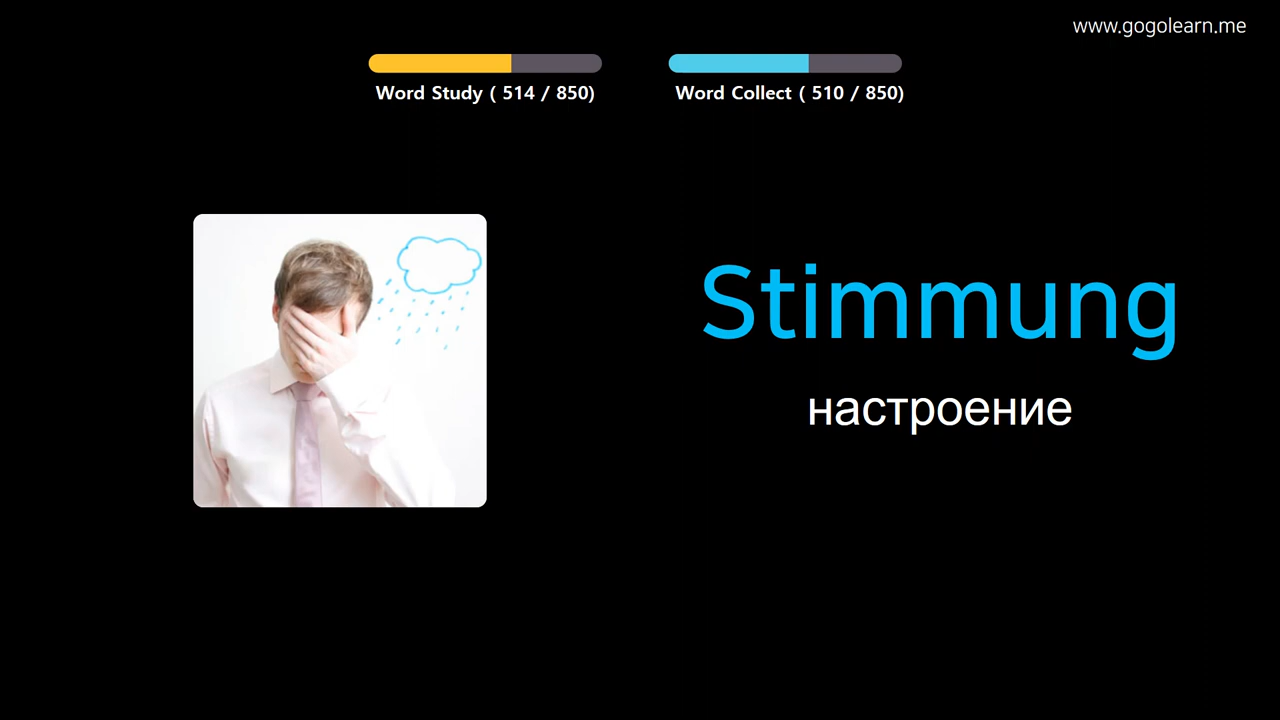 www.gogolearn.me
Word Study ( 514 / 850)
Word Collect ( 510 / 850)
Stimmung
настроение